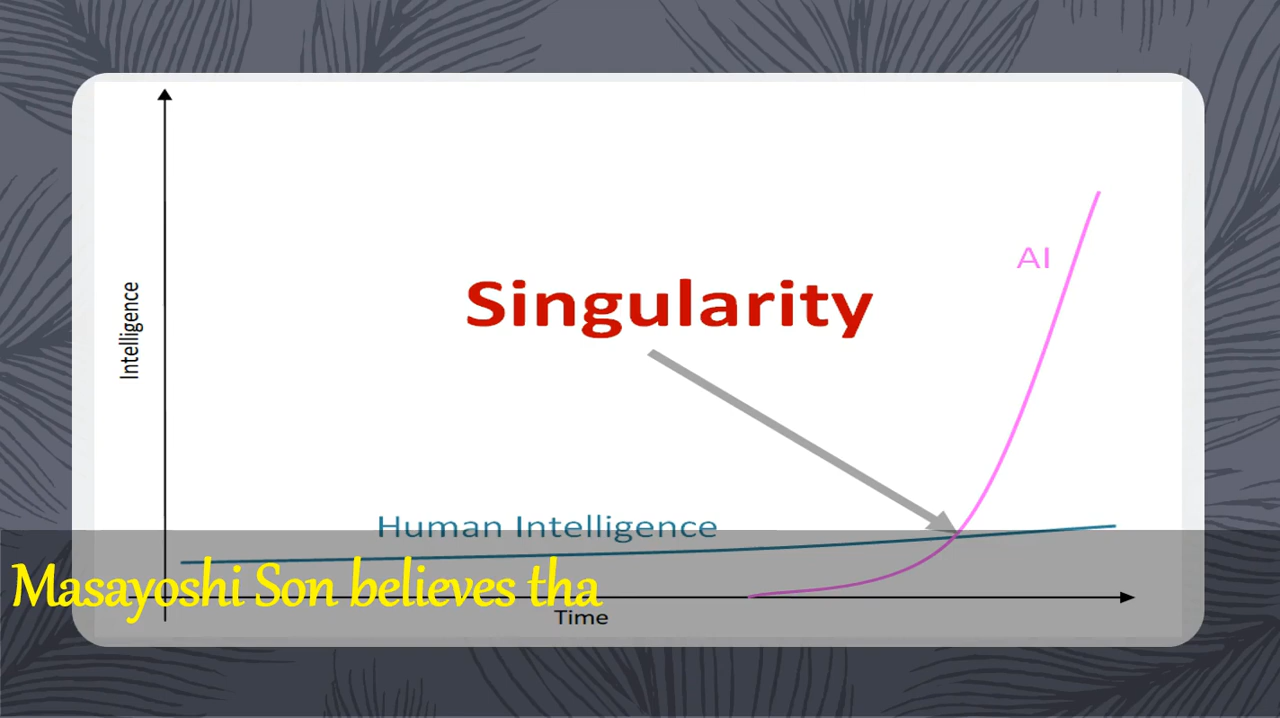 Intelligence
Singularity
AI
Human Intelligence
Masayoshi Son believes tha
Time